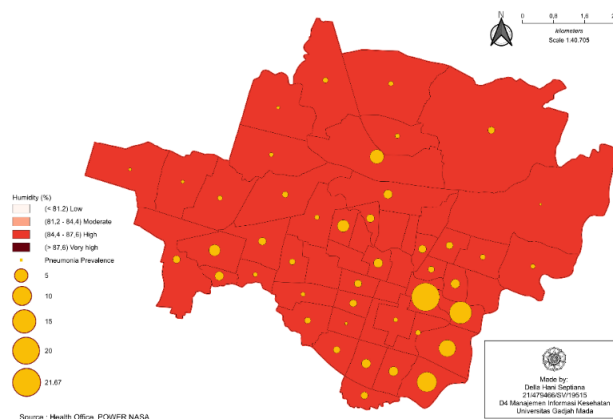 N
0 0,8 1,6 2
kilometers
Scale 1:40.705
Humidity (%)
(< 81,2) Low
(81,2 - 84,4) Moderate
(84,4 - 87,6) High
(> 87,6) Very high
Pneumonia Prevalence
5
10
15
20
21.67
Source : Health Office, POWER NASA
Made by:
Della Hani Septiana
21/479466/SV/19515
D4 Manajemen Informasi Kesehatan
Universitas Gadjah Mada